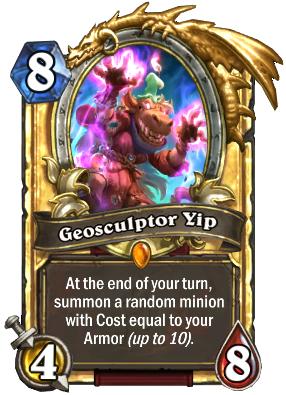 8
Geosculptor Yip
At the end of your turn,
summon a random minion
with Cost equal to your
Armor (up to 10).
4
8